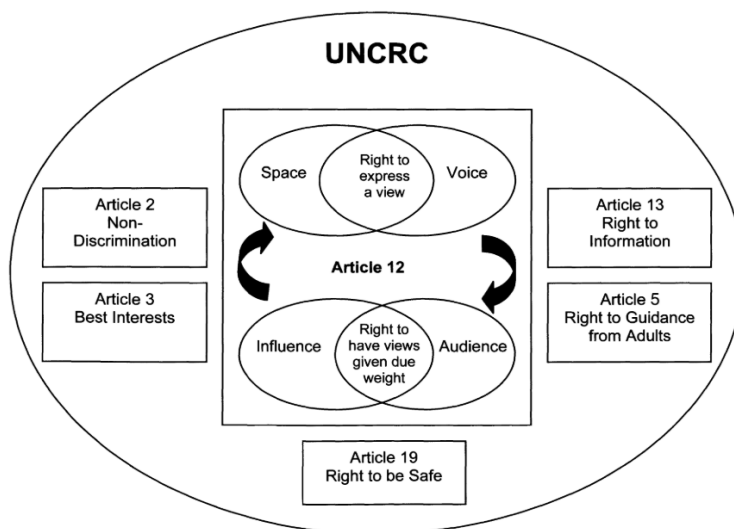 UNCRC
Space
Right to
express
a view
Voice
Article 2
Non-
Discrimination
Article 13
Right to
Information
Article 12
Article 3
Best Interests
Article 5
Right to Guidance
from Adults
Influence
Right to
have views
given due
weight
Audience
Article 19
Right to be Safe